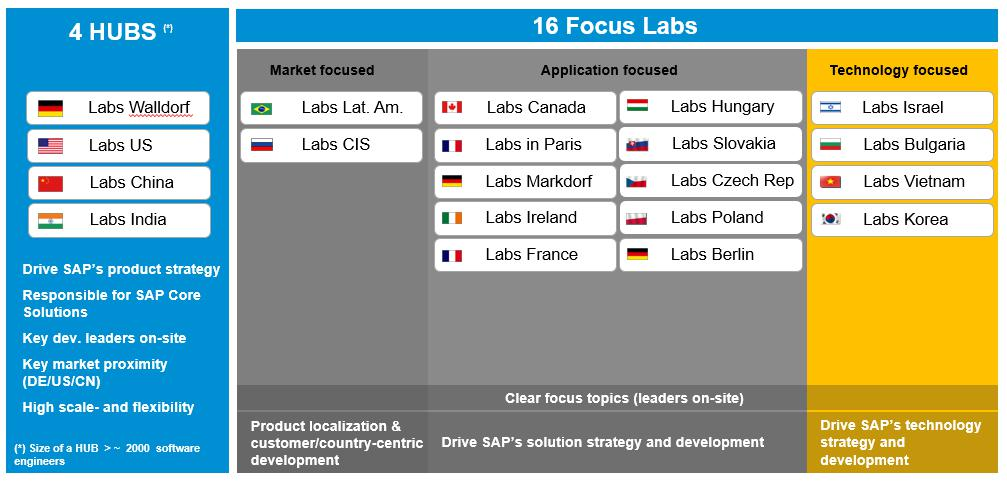 4 HUBS (*)
Drive SAP's product strategy
Labs Walldorf
Labs US
Labs China
Labs India
Responsible for SAP Core
Solutions
Key dev. leaders on-site
Key market proximity
(DE/US/CN)
High scale- and flexibility
(*) Size of a HUB > ~ 2000 software
engineers
16 Focus Labs
Market focused
Labs Lat. Am.
Labs CIS
Application focused
Labs Canada
Labs in Paris
Labs Markdorf
Labs Ireland
Labs France
Labs Hungary
Labs Slovakia
Labs Czech Rep
Labs Poland
Labs Berlin
Technology focused
Labs Israel
Labs Bulgaria
Labs Vietnam
Labs Korea
Clear focus topics (leaders on-site)
Product localization &
customer/country-centric
development
Drive SAP's solution strategy and development
Drive SAP's technology
strategy and
development